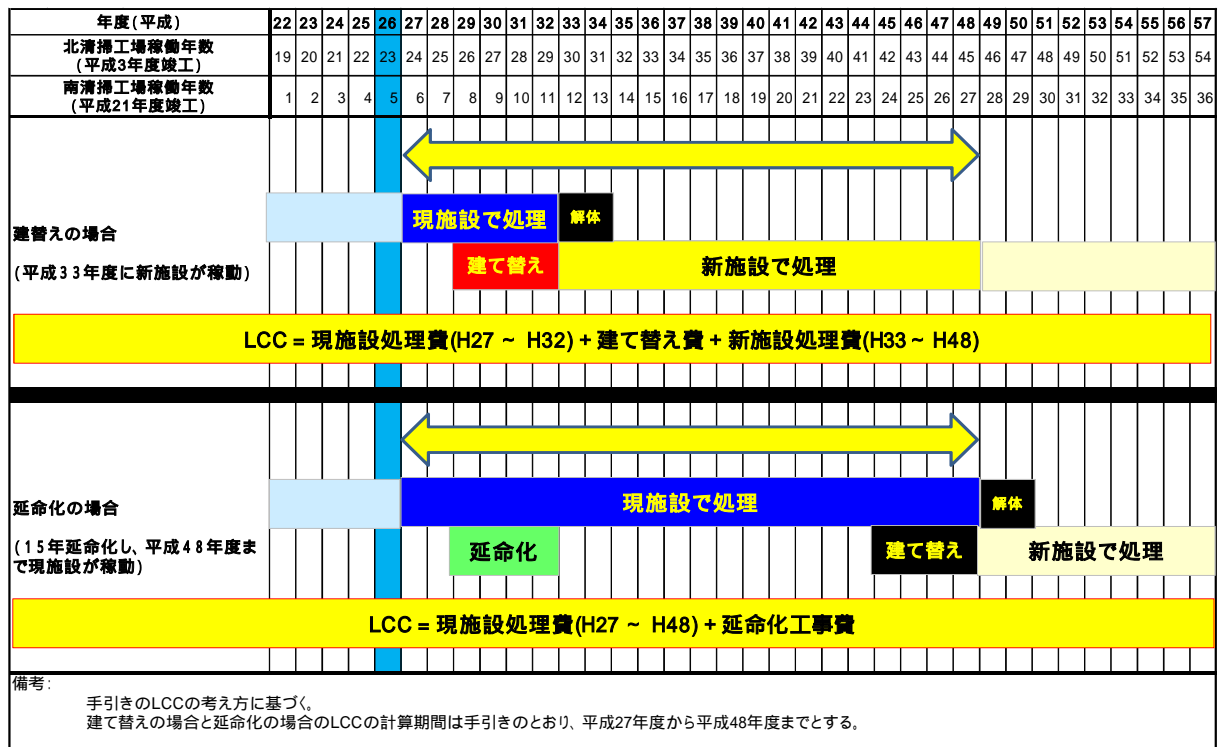 年度(平成) 22 23 24 25 26 27 28 29 30 31 32 33 34 35 36 37 38 39 40 41 42 43 44 45 46 47 48 49 50 51 52 53 54 55 56 57
北清掃工場稼働年数
(平成3年度竣工) 19 20 21 22 23 24 25 26 27 28 29 30 31 32 33 34 35 36 37 38 39 40 41 42 43 44 45 46 47 48 49 50 51 52 53 54
南清掃工場稼働年数
(平成21年度竣工) 1 2 3 4 5 6 7 8 9 10 11 12 13 14 15 16 17 18 19 20 21 22 23 24 25 26 27 28 29 30 31 32 33 34 35 36
現施設で処理 解体
建替えの場合
(平成33年度に新施設が稼動)
建て替え 新施設で処理
LCC = 現施設処理費(H27 ~ H32) + 建て替え費 + 新施設処理費(H33 ~ H48)
現施設で処理 解体
延命化の場合
(15年延命化し、平成48年度ま
で現施設が稼動)
延命化 建て替え 新施設で処理
LCC = 現施設処理費(H27 ~ H48) + 延命化工事費
備考:
手引きのLCCの考え方に基づく。
建て替えの場合と延命化の場合のLCCの計算期間は手引きのとおり、平成27年度から平成48年度までとする。